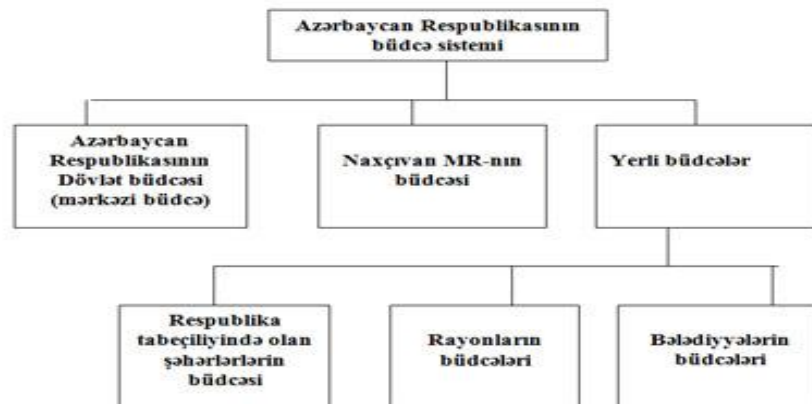 Azərbaycan Respublikasının
büdcə sistemi
Azərbaycan
Respublikasının
Dövlət büdcəsi
(mərkəzi büdcə)
Naxçıvan MR-nın
büdcəsi
Yerli büdcələr
Respublika
tabeçiliyində olan
şəhərlərlərin
büdcəsi
Rayonların
büdcələri
Bələdiyyələrin
büdcələri